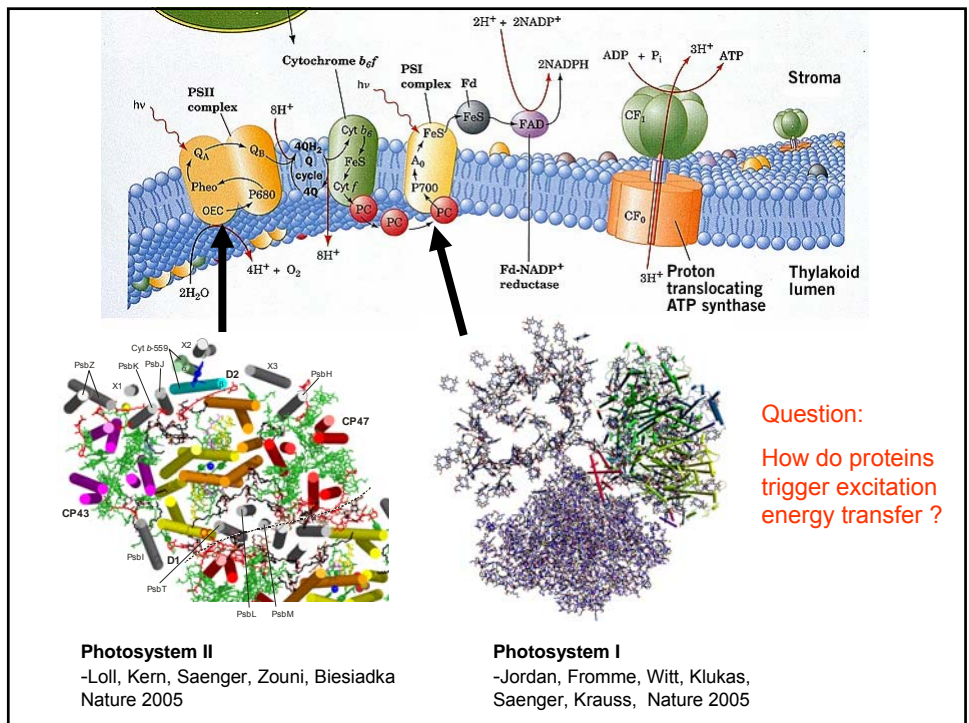 2H⁺ + 2NADP⁺
Cytochrome b₆f
PSI
complex
Fd
2NADPH
ADP + Pᵢ
3H⁺
ATP
Stroma
hν
PSII
complex
8H⁺
hν
Cyt b₆
FeS
FeS
FAD
CF₁
Q_A
Q_B
4QH₂
Q
cycle
4Q
FeS
A₀
Pheo
P680
Cyt f
P700
OEC
PC
PC
PC
CF₀
4H⁺ + O₂
8H⁺
2H₂O
Fd-NADP⁺
reductase
3H⁺
Proton
translocating
ATP synthase
Thylakoid
lumen
X2
Cyt b-559
PsbZ
PsbK
PsbJ
X1
α
β
D2
X3
PsbH
CP47
CP43
PsbI
D1
PsbT
PsbL
PsbM
Question:
How do proteins
trigger excitation
energy transfer ?
Photosystem II
-Loll, Kern, Saenger, Zouni, Biesiadka
Nature 2005
Photosystem I
-Jordan, Fromme, Witt, Klukas,
Saenger, Krauss, Nature 2005